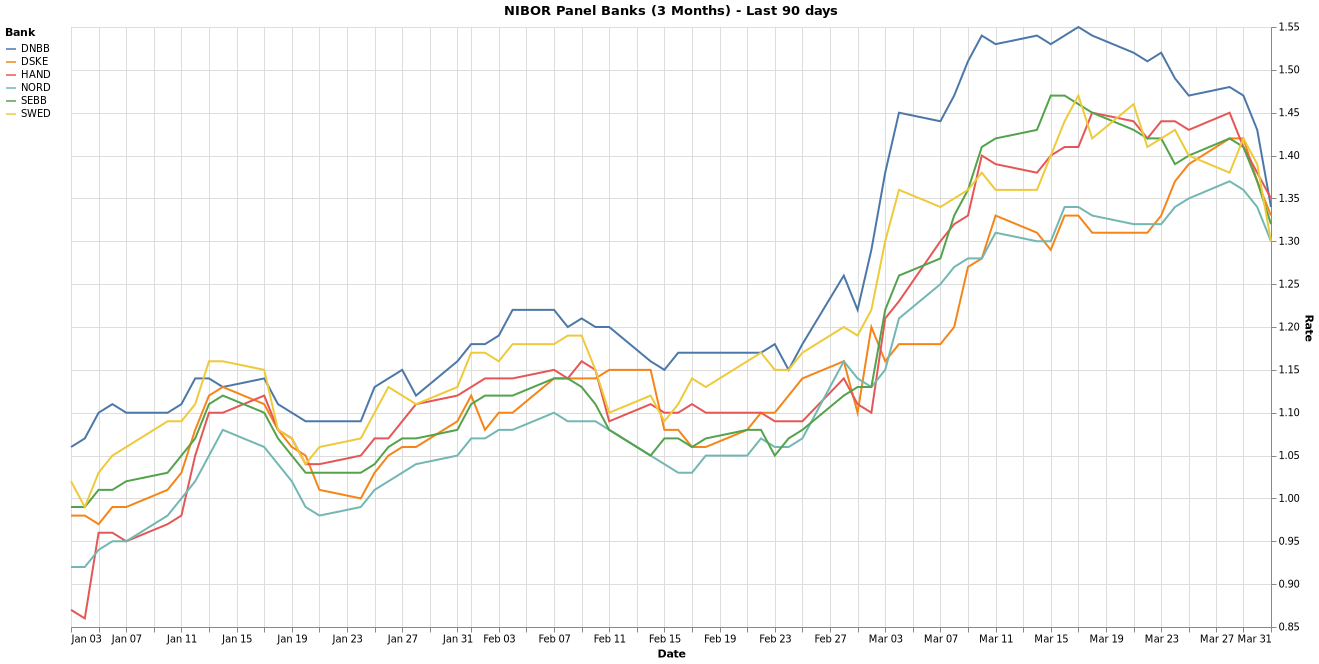 NIBOR Panel Banks (3 Months) - Last 90 days
Bank
DNBB
DSKE
HAND
NORD
SEBB
SWED
1.55
1.50
1.45
1.40
1.35
1.30
1.25
1.20
1.15
1.10
1.05
1.00
0.95
0.90
0.85
Rate
Jan 03 Jan 07 Jan 11 Jan 15 Jan 19 Jan 23 Jan 27 Jan 31 Feb 03 Feb 07 Feb 11 Feb 15 Feb 19 Feb 23 Feb 27 Mar 03 Mar 07 Mar 11 Mar 15 Mar 19 Mar 23 Mar 27 Mar 31
Date